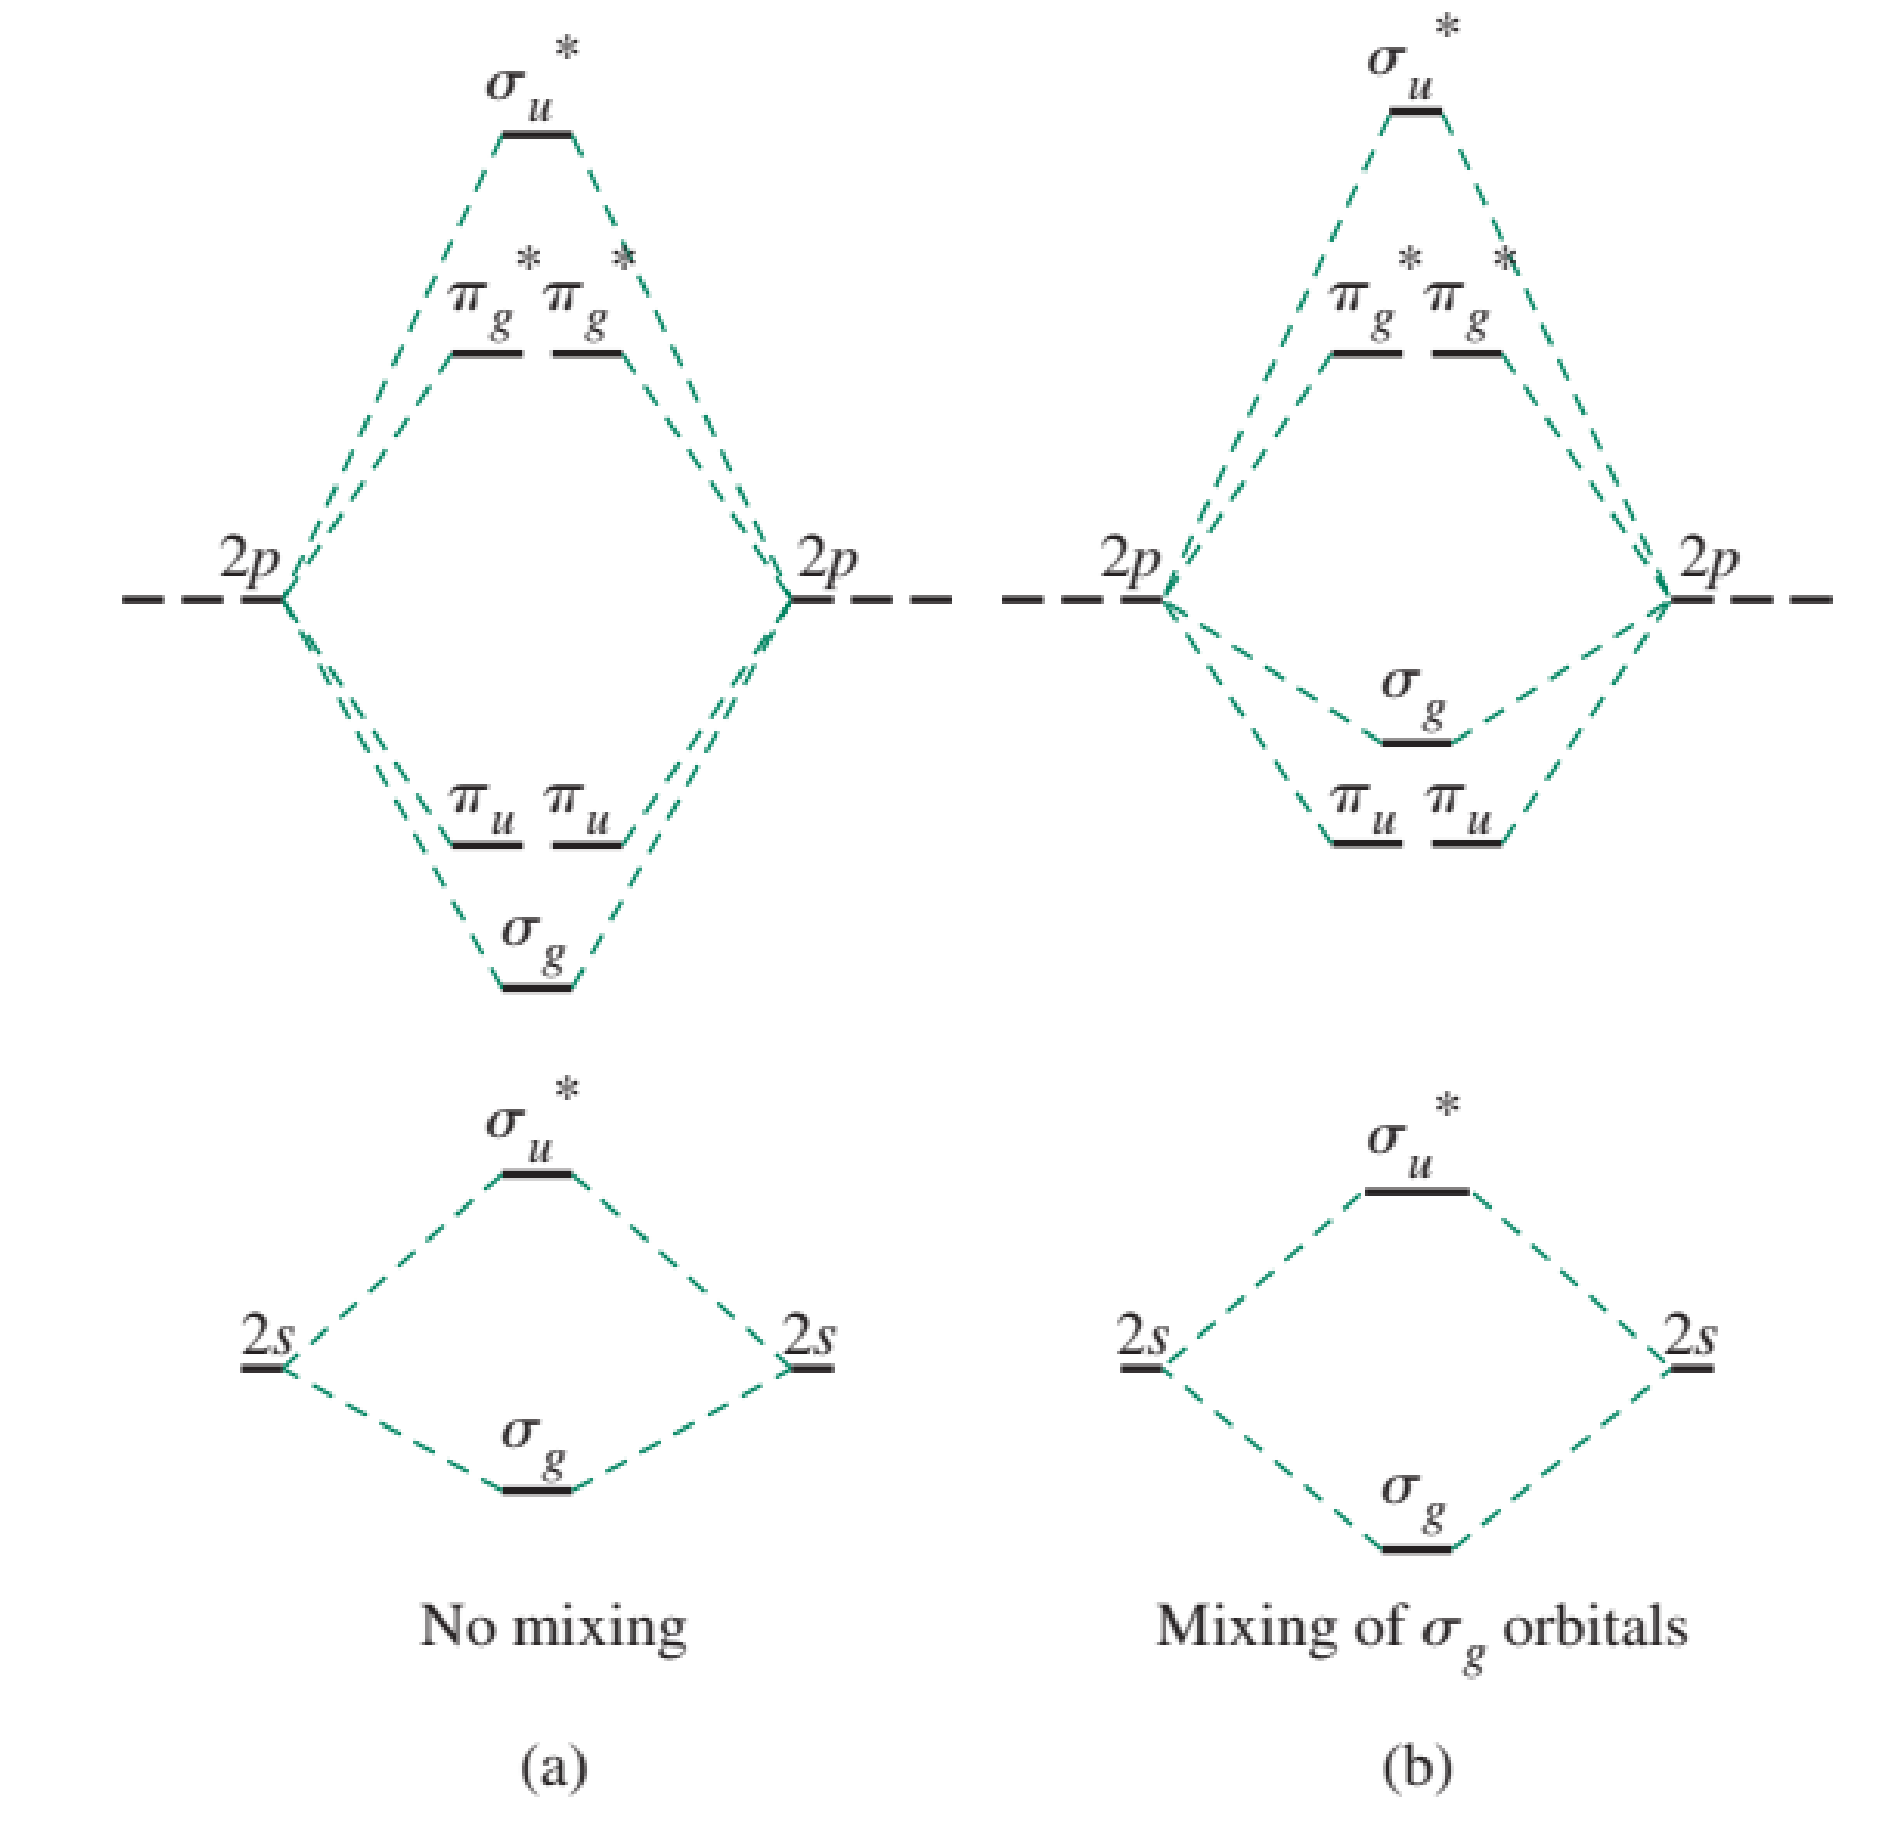 σu* σu*
πg* πg* πg* πg*
2p 2p 2p 2p
σg
πu πu πu πu
σg
σu* σu*
2s 2s 2s 2s
σg σg
No mixing Mixing of σg orbitals
(a) (b)